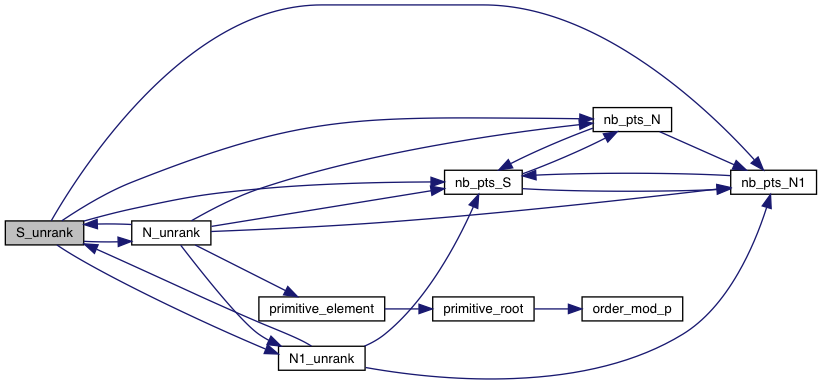 nb_pts_N
nb_pts_S
nb_pts_N1
S_unrank
N_unrank
primitive_element
primitive_root
order_mod_p
N1_unrank